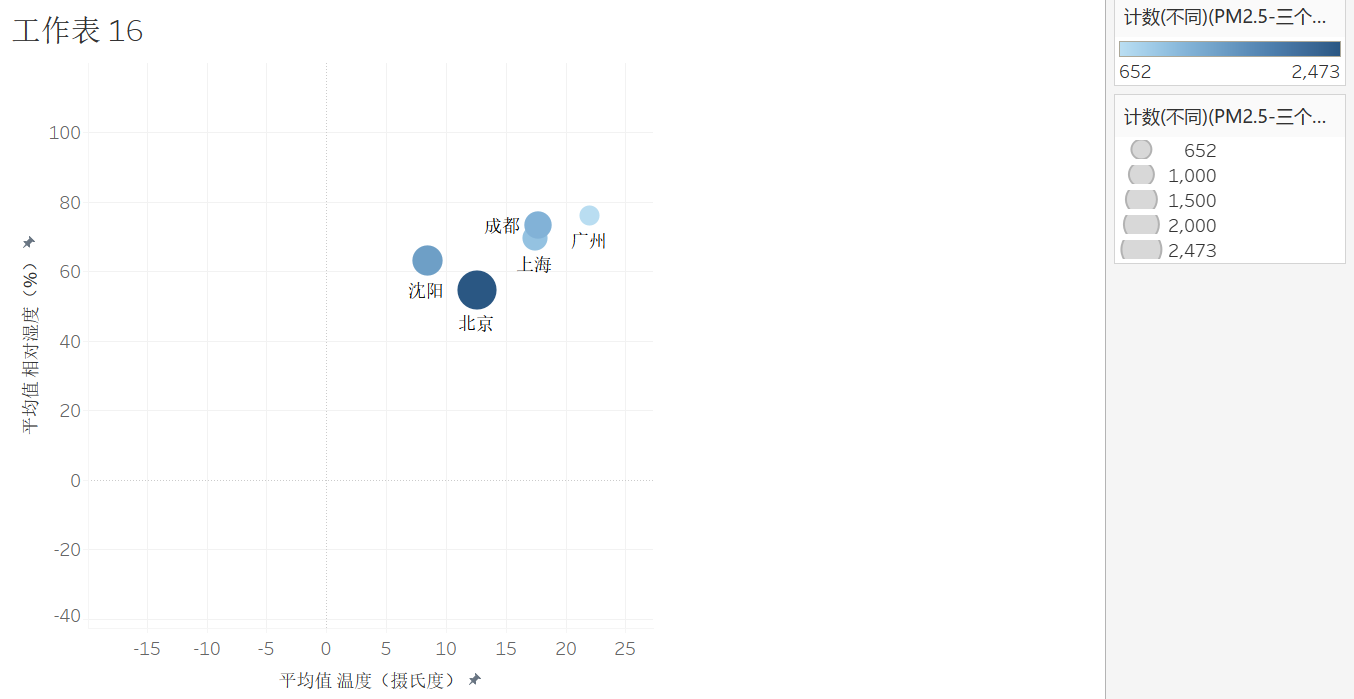 工作表 16
100
80
60
40
20
0
-20
-40
平均值 相对湿度（%）
成都
上海
广州
沈阳
北京
-15 -10 -5 0 5 10 15 20 25
平均值 温度（摄氏度）
计数(不同)(PM2.5-三个...
652 2,473
计数(不同)(PM2.5-三个...
652
1,000
1,500
2,000
2,473